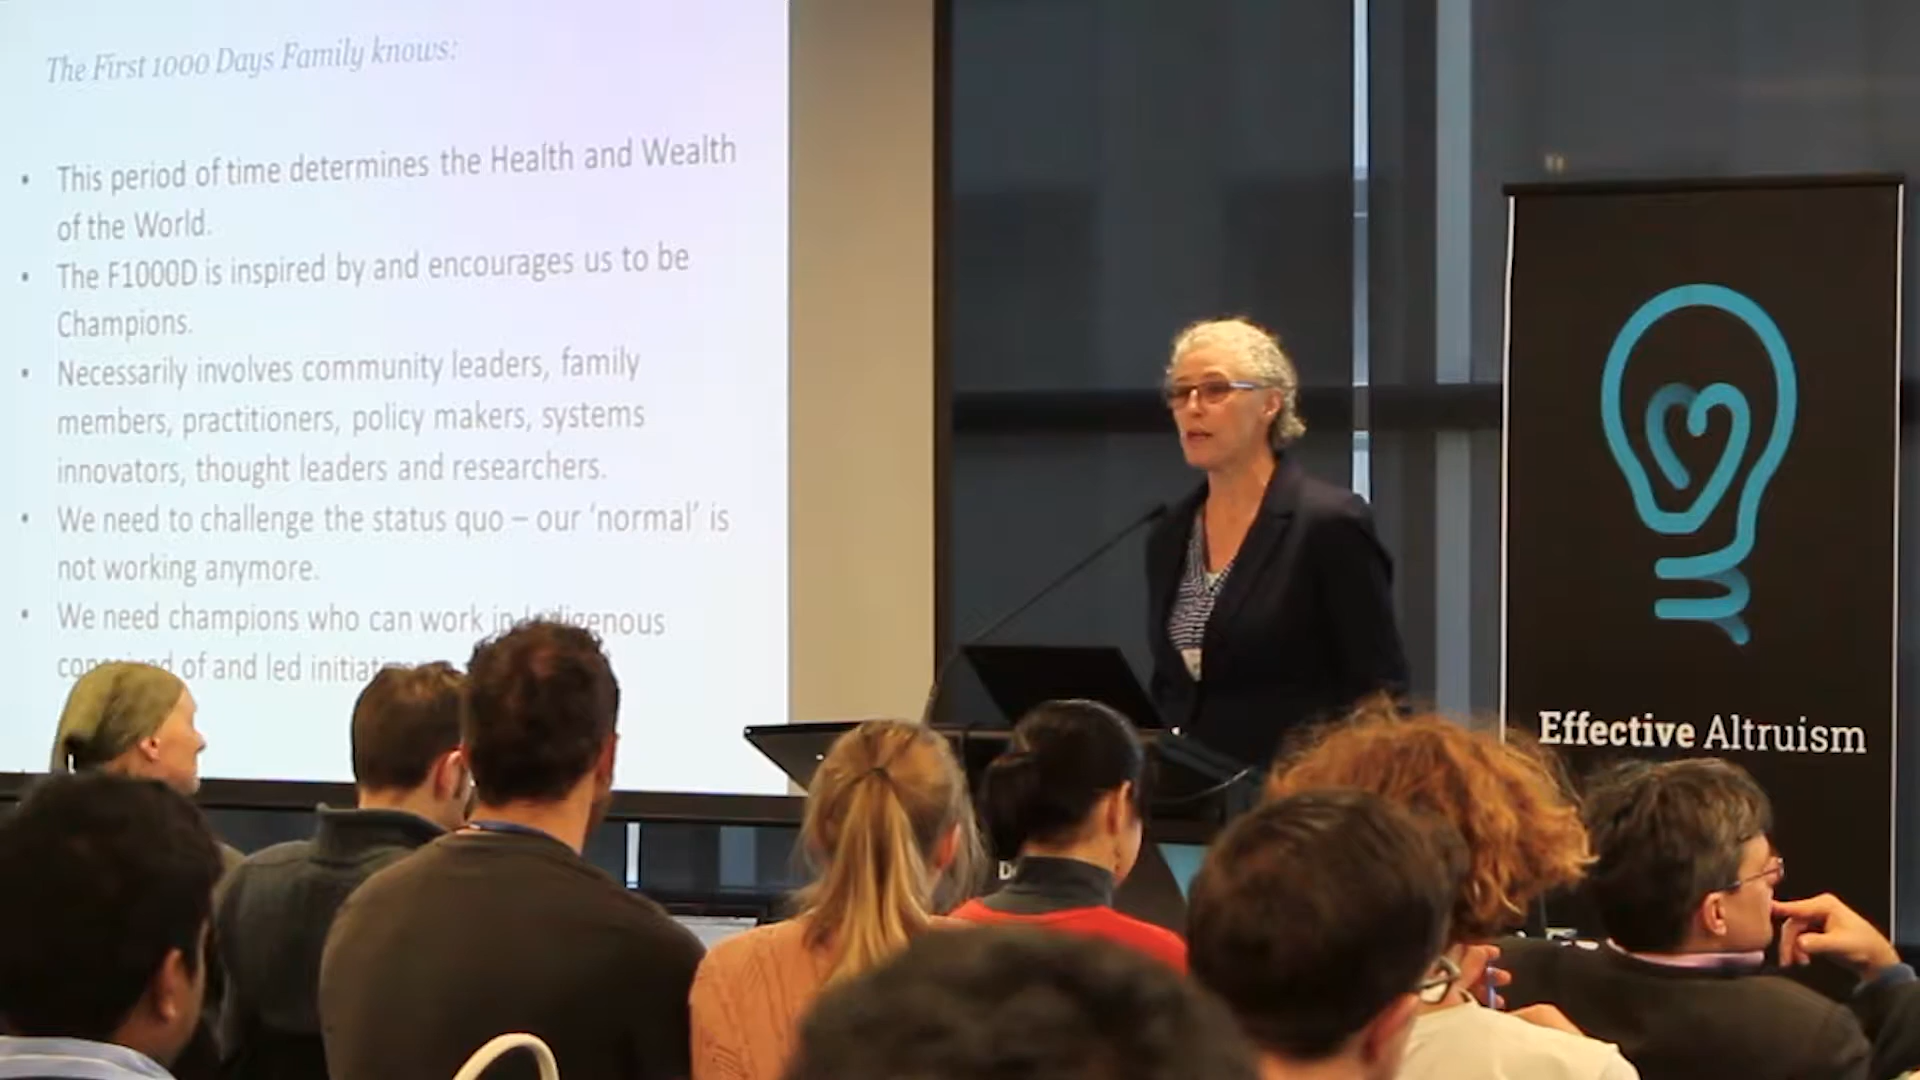 The First 1000 Days Family knows:
• This period of time determines the Health and Wealth
of the World.
• The F1000D is inspired by and encourages us to be
Champions.
• Necessarily involves community leaders, family
members, practitioners, policy makers, systems
innovators, thought leaders and researchers.
• We need to challenge the status quo – our ‘normal’ is
not working anymore.
• We need champions who can work in Indigenous
of and led
Effective Altruism